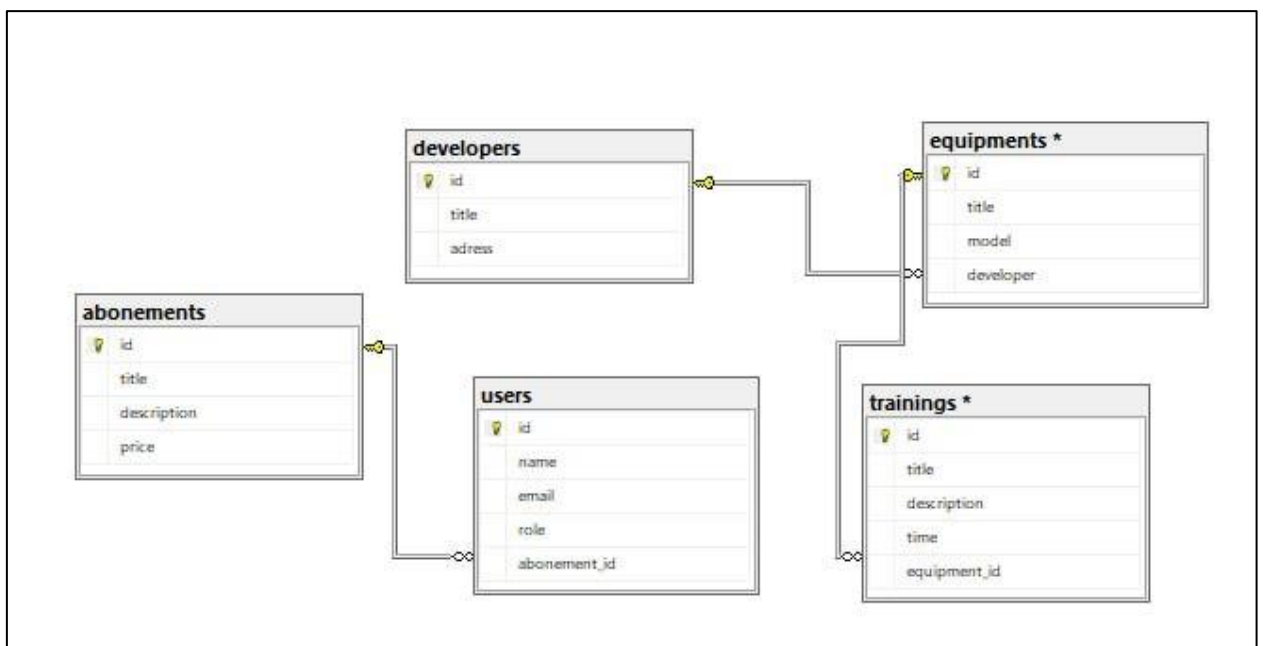 developers
id
title
adress
equipments *
id
title
model
developer
abonements
id
title
description
price
users
id
name
email
role
abonement_id
trainings *
id
title
description
time
equipment_id